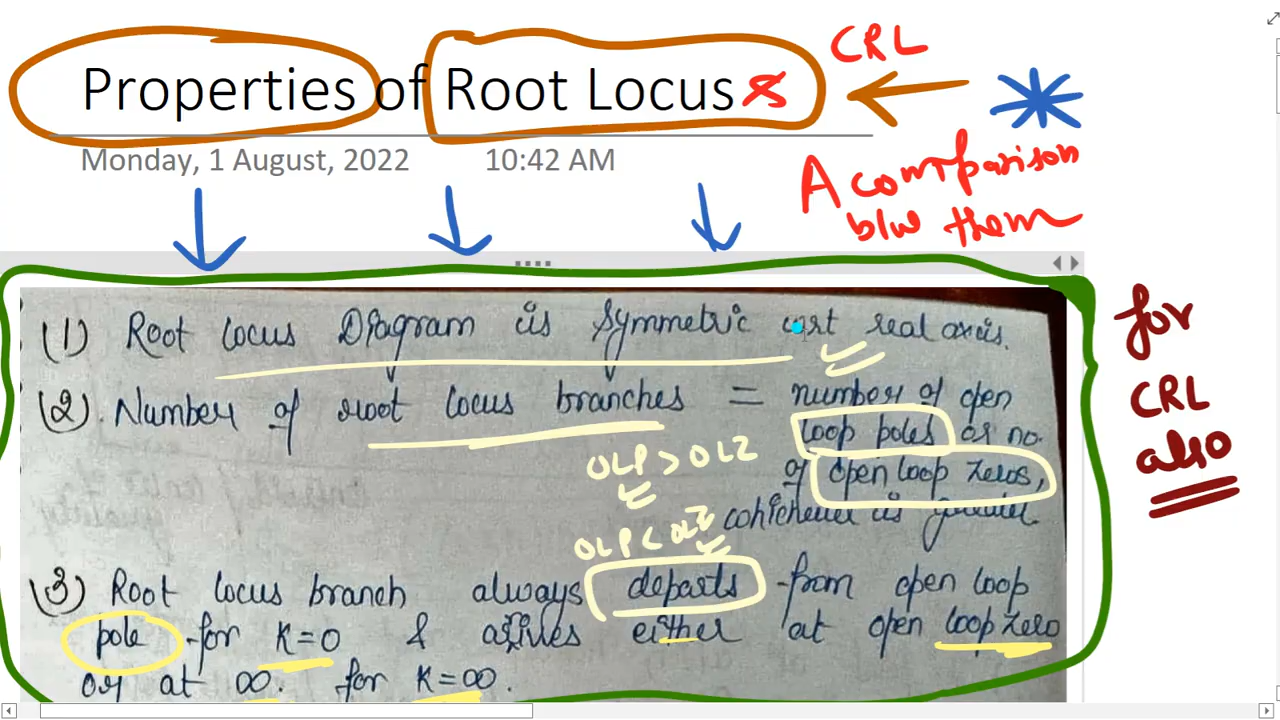 Properties of Root Locus
CRL
Monday, 1 August, 2022 10:42 AM
A comparison
b/w them
(1) Root Locus Diagram is symmetric wrt real axis.
(2). Number of root locus branches = number of open
loop poles or no.
of open loop zeros,
whichever is greater.
OLP > OLZ
OLP < OLZ
(3) Root locus branch always departs from open loop
pole for K=0 & arrives either at open loop zero
or at ∞. for K=∞.
for
CRL
also